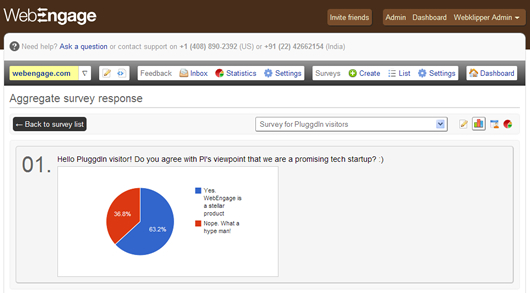 WebEngage
Invite friends
Admin Dashboard Webklipper Admin
Need help? Ask a question or contact support on +1 (408) 890-2392 (US) or +91 (22) 42662154 (India)
webengage.com Feedback Inbox Statistics Settings Surveys Create List Settings Dashboard
Aggregate survey response
← Back to survey list
Survey for PluggdIn visitors
01. Hello PluggdIn visitor! Do you agree with PI's viewpoint that we are a promising tech startup? :)
36.8%
63.2%
Yes.
WebEngage is
a stellar
product
Nope. What a
hype man!